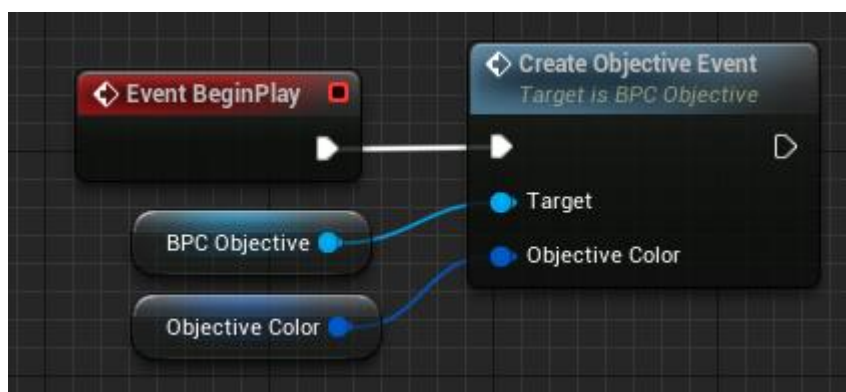 Event BeginPlay
Create Objective Event
Target is BPC Objective
Target
BPC Objective
Objective Color
Objective Color